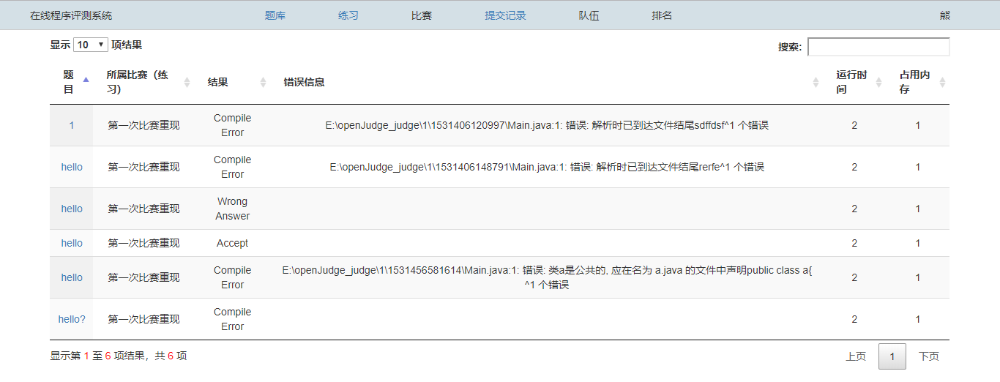 在线程序评测系统 题库 练习 比赛 提交记录 队伍 排名 熊
显示 10 项结果 搜索:
题目 所属比赛（练习） 结果 错误信息 运行时间 占用内存
1 第一次比赛重现 Compile Error E:\openJudge_judge\1\1531406120997\Main.java:1: 错误: 解析时已到达文件结尾sdffdsf^1 个错误 2 1
hello 第一次比赛重现 Compile Error E:\openJudge_judge\1\1531406148791\Main.java:1: 错误: 解析时已到达文件结尾rerfe^1 个错误 2 1
hello 第一次比赛重现 Wrong Answer 2 1
hello 第一次比赛重现 Accept 2 1
hello 第一次比赛重现 Compile Error E:\openJudge_judge\1\1531456581614\Main.java:1: 错误: 类a是公共的, 应在名为 a.java 的文件中声明public class a{ ^1 个错误 2 1
hello? 第一次比赛重现 Compile Error 2 1
显示第 1 至 6 项结果，共 6 项 上页 1 下页